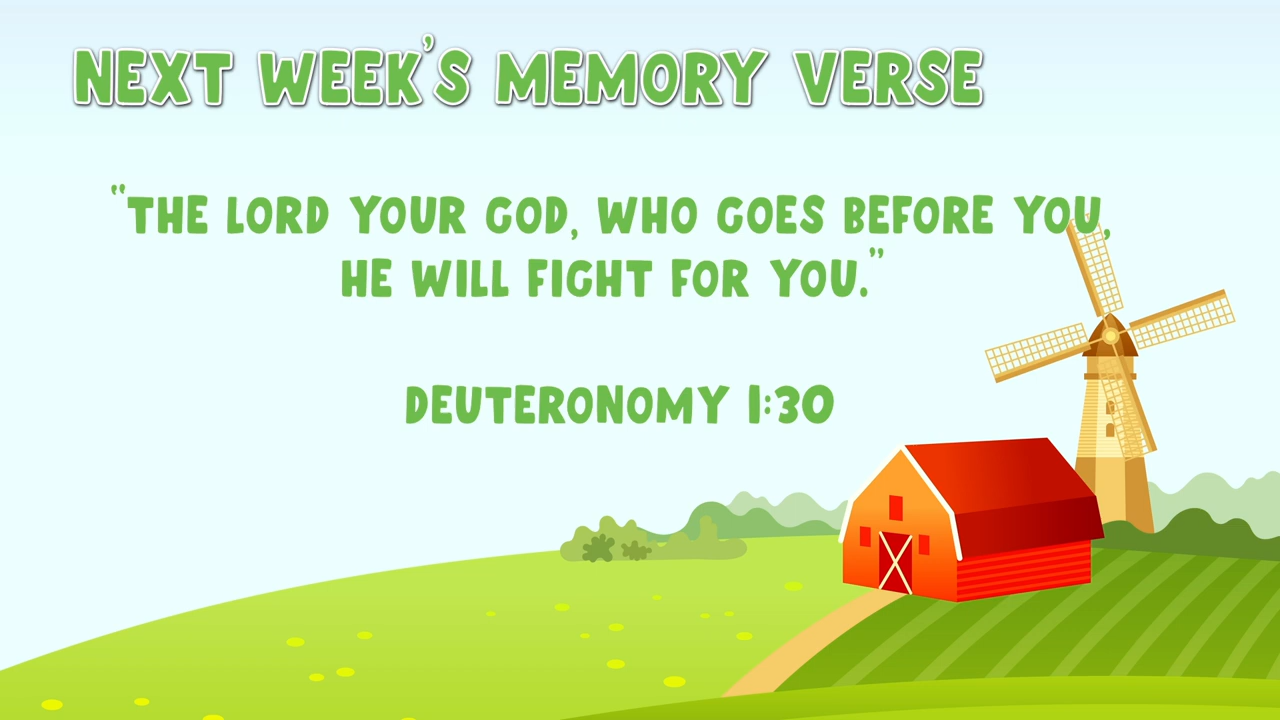 NEXT WEEK'S MEMORY VERSE
"THE LORD YOUR GOD, WHO GOES BEFORE YOU,
HE WILL FIGHT FOR YOU."
DEUTERONOMY 1:30